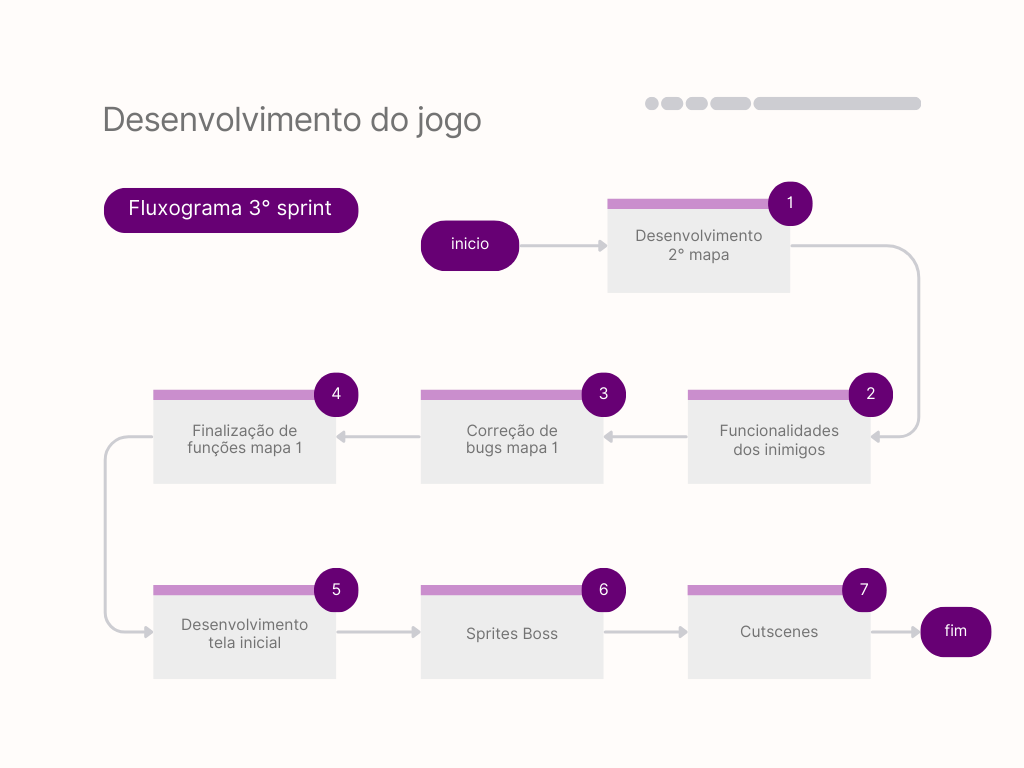 Desenvolvimento do jogo
Fluxograma 3° sprint
inicio
1
Desenvolvimento
2° mapa
2
Funcionalidades
dos inimigos
3
Correção de
bugs mapa 1
4
Finalização de
funções mapa 1
5
Desenvolvimento
tela inicial
6
Sprites Boss
7
Cutscenes
fim